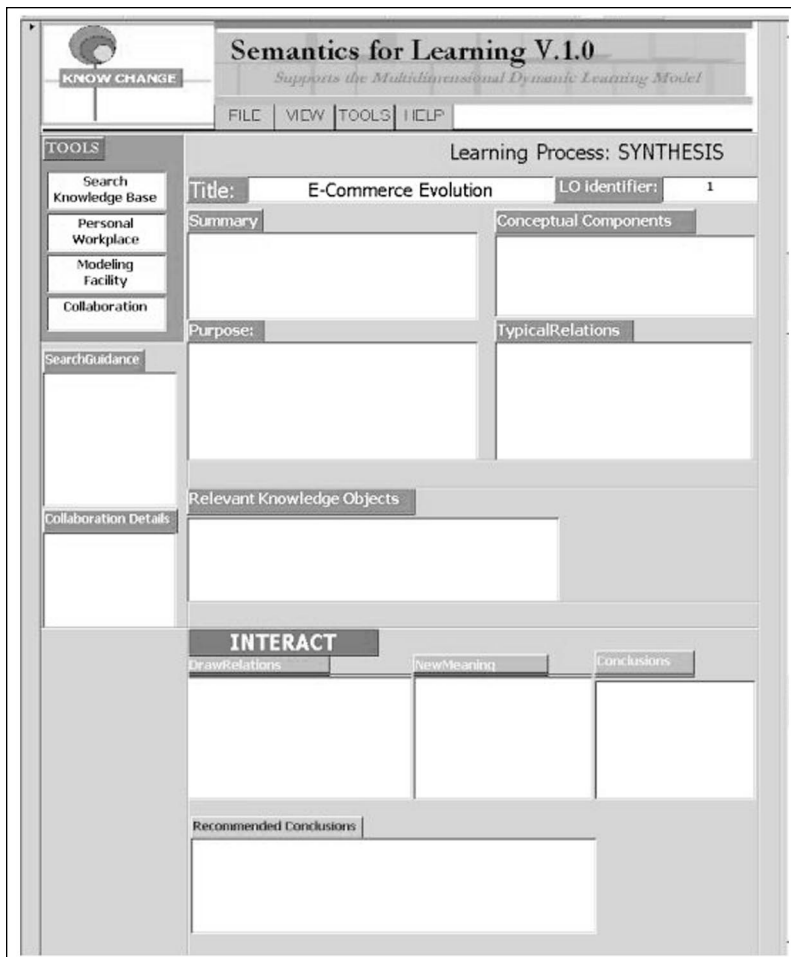 Semantics for Learning V.1.0
KNOW CHANGE
Supports the Multidimensional Dynamic Learning Model
FILE VIEW TOOLS HELP
TOOLS
Learning Process: SYNTHESIS
Search
Knowledge Base
Title: E-Commerce Evolution LO identifier: 1
Personal
Workplace
Summary
Conceptual Components
Modeling
Facility
Collaboration
Purpose:
TypicalRelations
SearchGuidance
Relevant Knowledge Objects
Collaboration Details
INTERACT
DrawRelations
NewMeaning
Conclusions
Recommended Conclusions